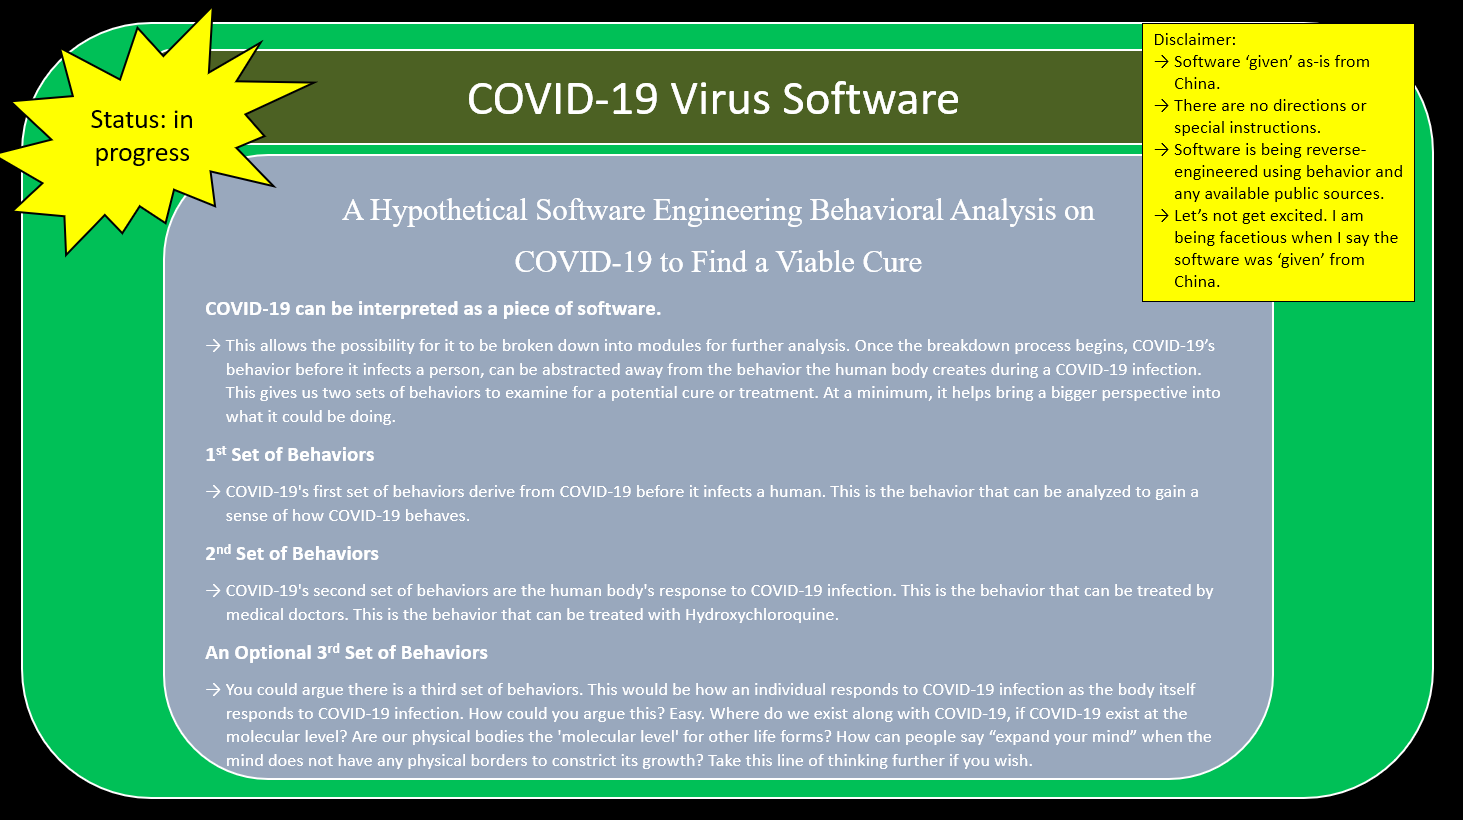 Status: in
progress
COVID-19 Virus Software
Disclaimer:
→ Software ‘given’ as-is from
China.
→ There are no directions or
special instructions.
→ Software is being reverse-
engineered using behavior and
any available public sources.
→ Let’s not get excited. I am
being facetious when I say the
software was ‘given’ from
China.
A Hypothetical Software Engineering Behavioral Analysis on
COVID-19 to Find a Viable Cure
COVID-19 can be interpreted as a piece of software.
→ This allows the possibility for it to be broken down into modules for further analysis. Once the breakdown process begins, COVID-19’s
behavior before it infects a person, can be abstracted away from the behavior the human body creates during a COVID-19 infection.
This gives us two sets of behaviors to examine for a potential cure or treatment. At a minimum, it helps bring a bigger perspective into
what it could be doing.
1st Set of Behaviors
→ COVID-19's first set of behaviors derive from COVID-19 before it infects a human. This is the behavior that can be analyzed to gain a
sense of how COVID-19 behaves.
2nd Set of Behaviors
→ COVID-19's second set of behaviors are the human body's response to COVID-19 infection. This is the behavior that can be treated by
medical doctors. This is the behavior that can be treated with Hydroxychloroquine.
An Optional 3rd Set of Behaviors
→ You could argue there is a third set of behaviors. This would be how an individual responds to COVID-19 infection as the body itself
responds to COVID-19 infection. How could you argue this? Easy. Where do we exist along with COVID-19, if COVID-19 exist at the
molecular level? Are our physical bodies the 'molecular level' for other life forms? How can people say “expand your mind” when the
mind does not have any physical borders to constrict its growth? Take this line of thinking further if you wish.